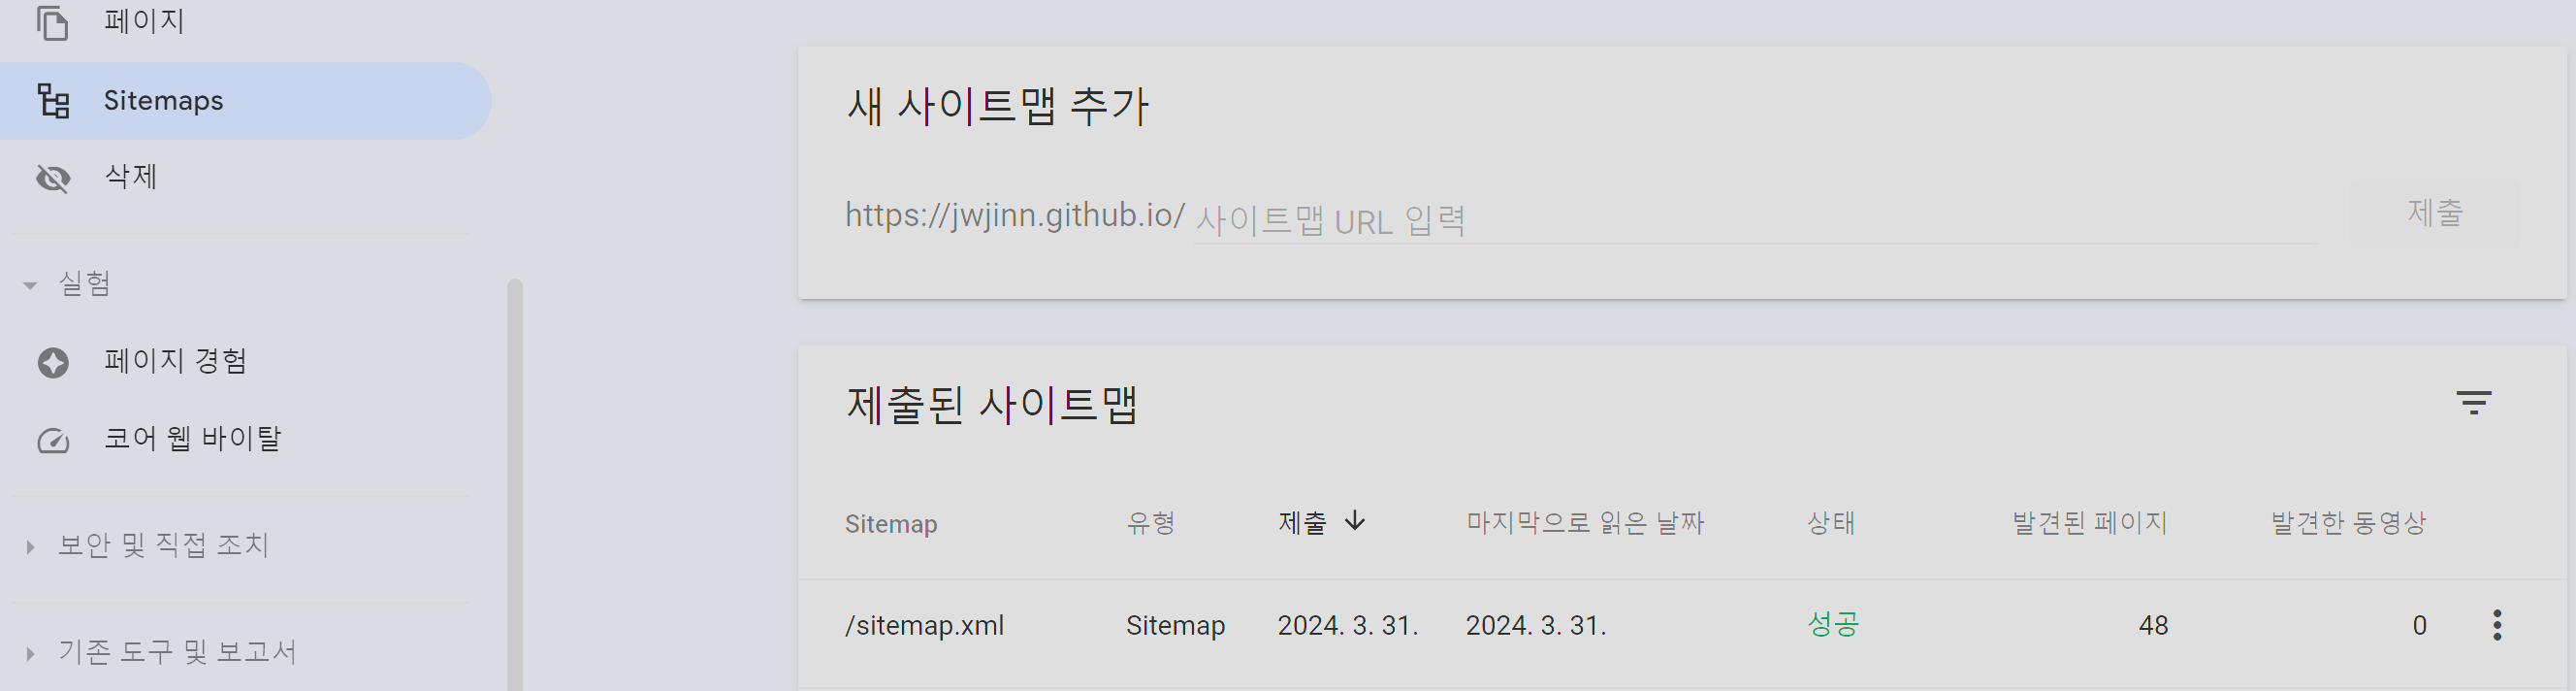 페이지
Sitemaps
삭제
실험
페이지 경험
코어 웹 바이탈
보안 및 직접 조치
기존 도구 및 보고서
새 사이트맵 추가
https://jwjinn.github.io/ 사이트맵 URL 입력 제출
제출된 사이트맵
Sitemap 유형 제출 마지막으로 읽은 날짜 상태 발견된 페이지 발견한 동영상
/sitemap.xml Sitemap 2024. 3. 31. 2024. 3. 31. 성공 48 0